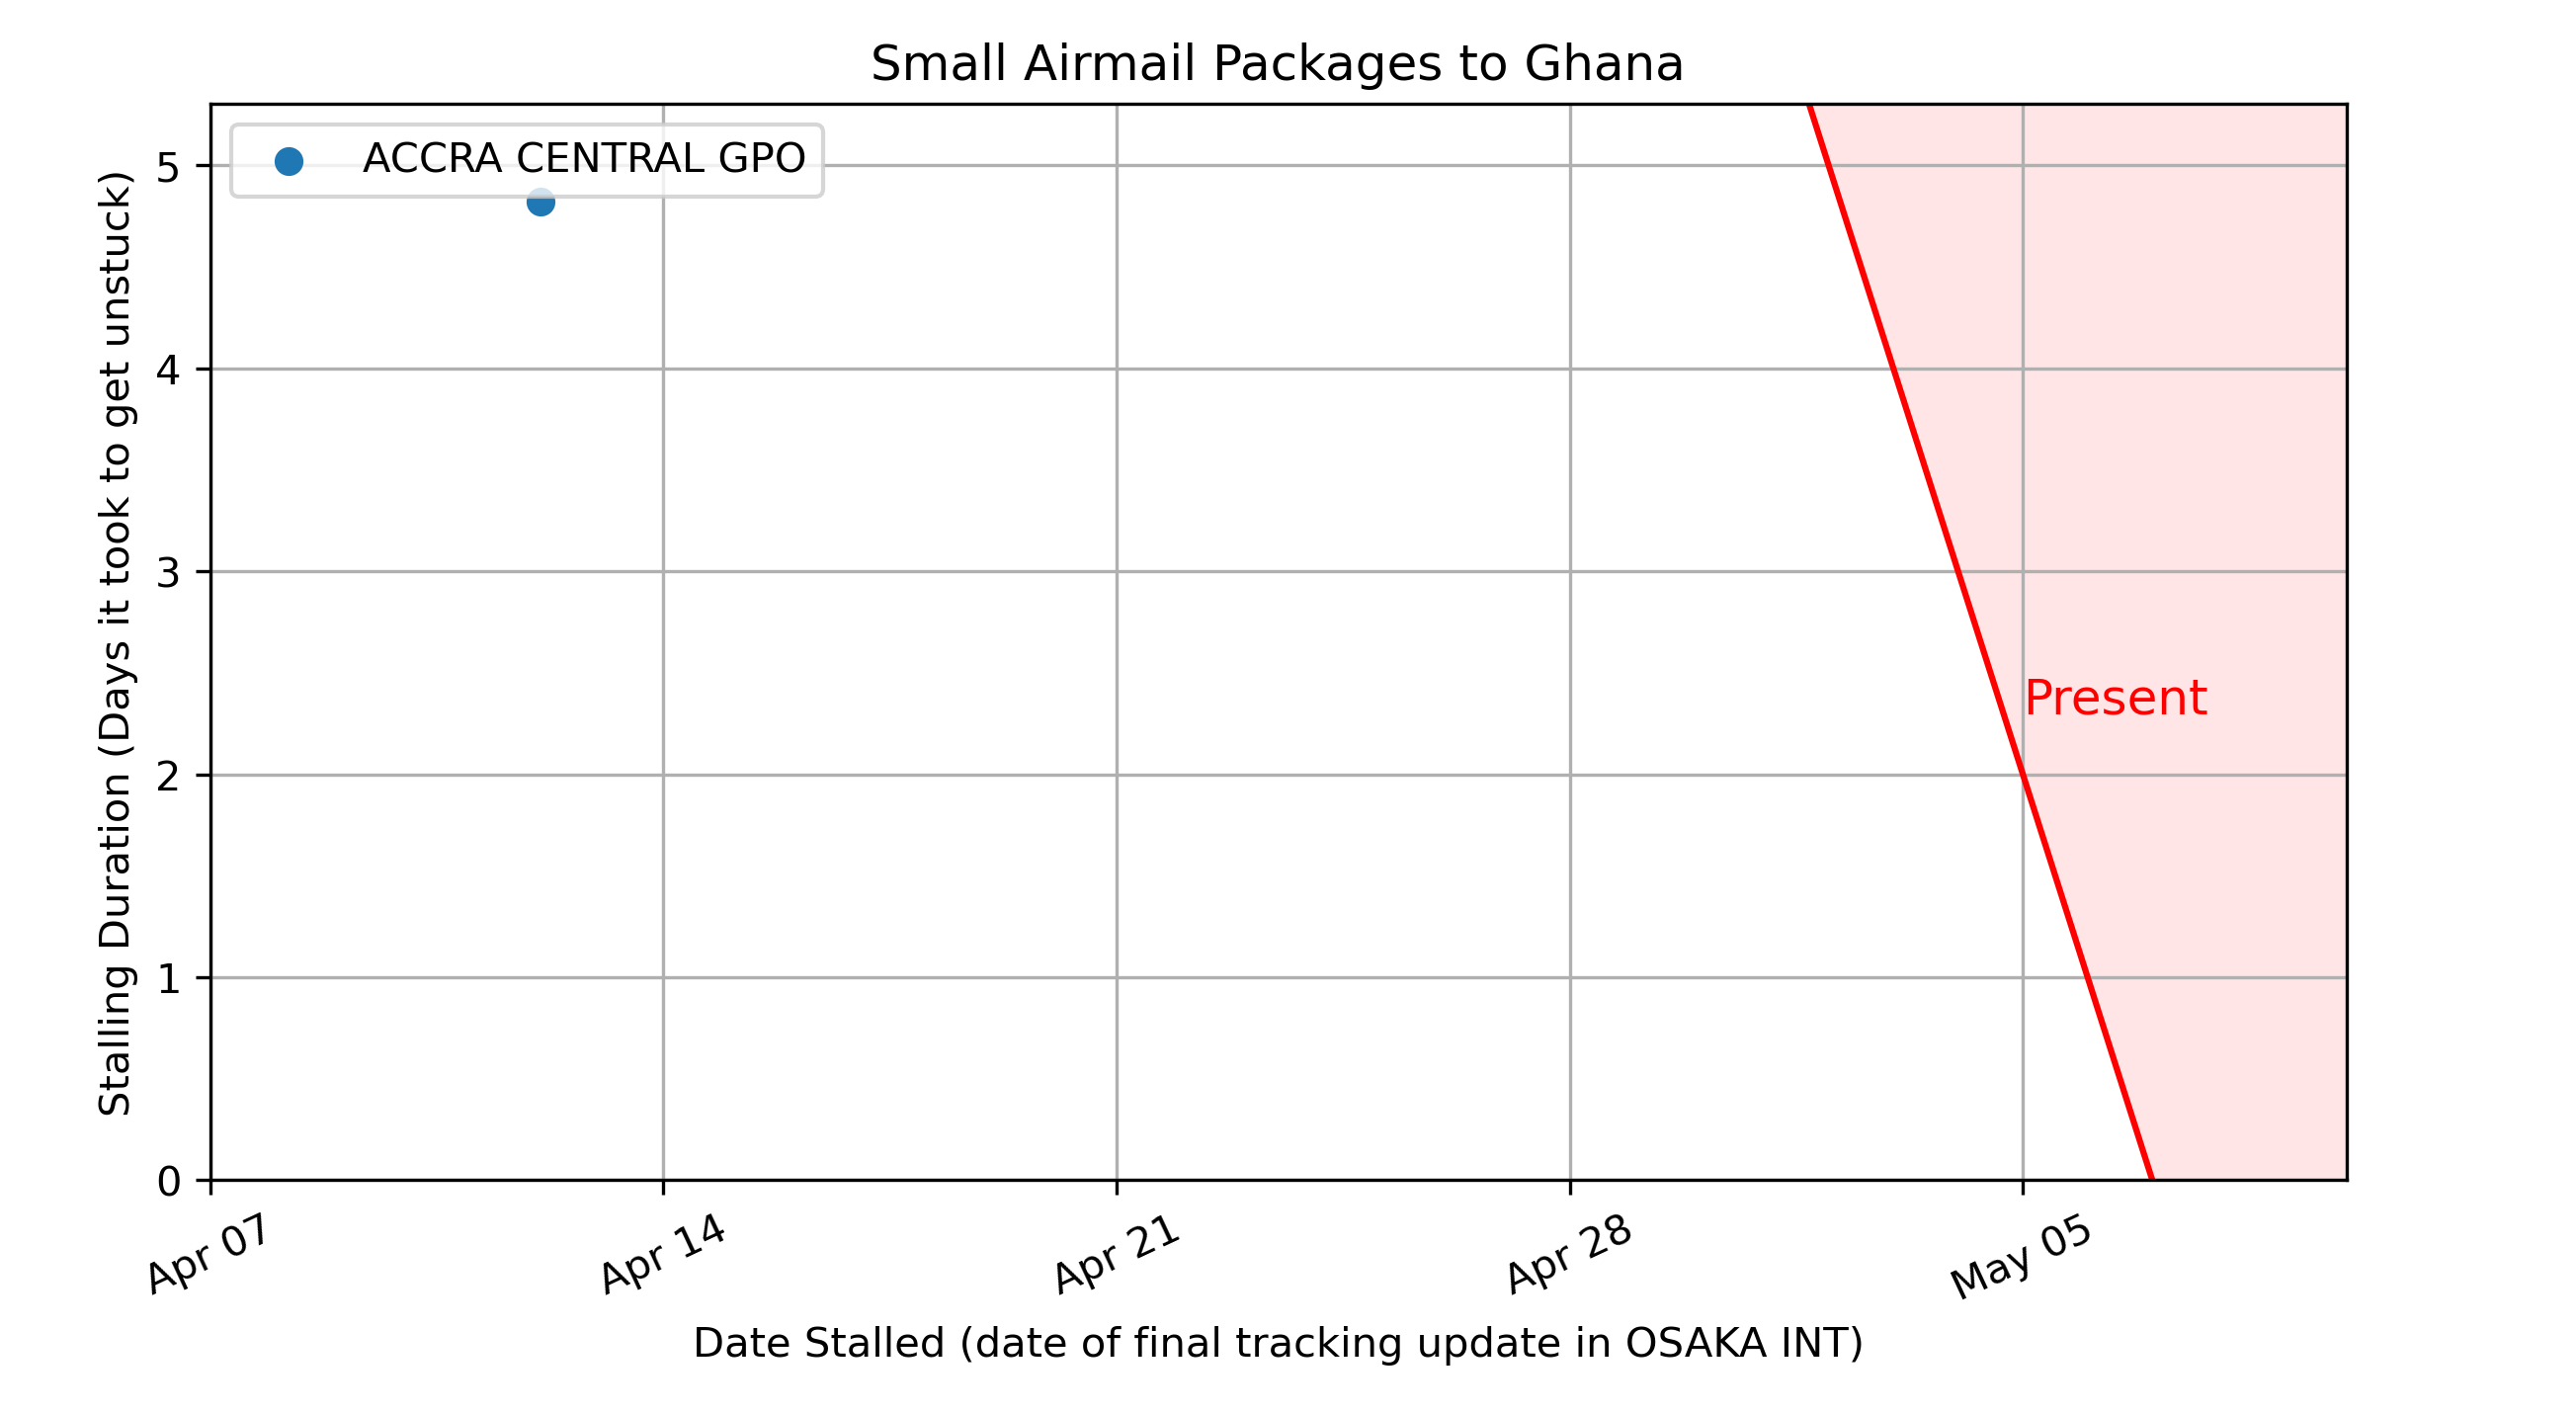 Small Airmail Packages to Ghana
ACCRA CENTRAL GPO
Stalling Duration (Days it took to get unstuck)
5
4
3
2
1
0
Present
Apr 07
Apr 14
Apr 21
Apr 28
May 05
Date Stalled (date of final tracking update in OSAKA INT)